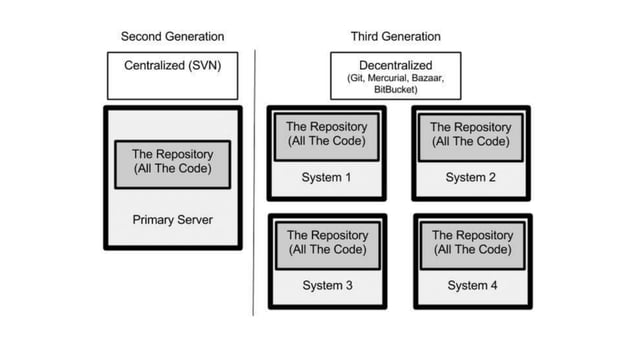 Second Generation
Centralized (SVN)
The Repository
(All The Code)
Primary Server
Third Generation
Decentralized
(Git, Mercurial, Bazaar,
BitBucket)
The Repository
(All The Code)
System 1
The Repository
(All The Code)
System 2
The Repository
(All The Code)
System 3
The Repository
(All The Code)
System 4